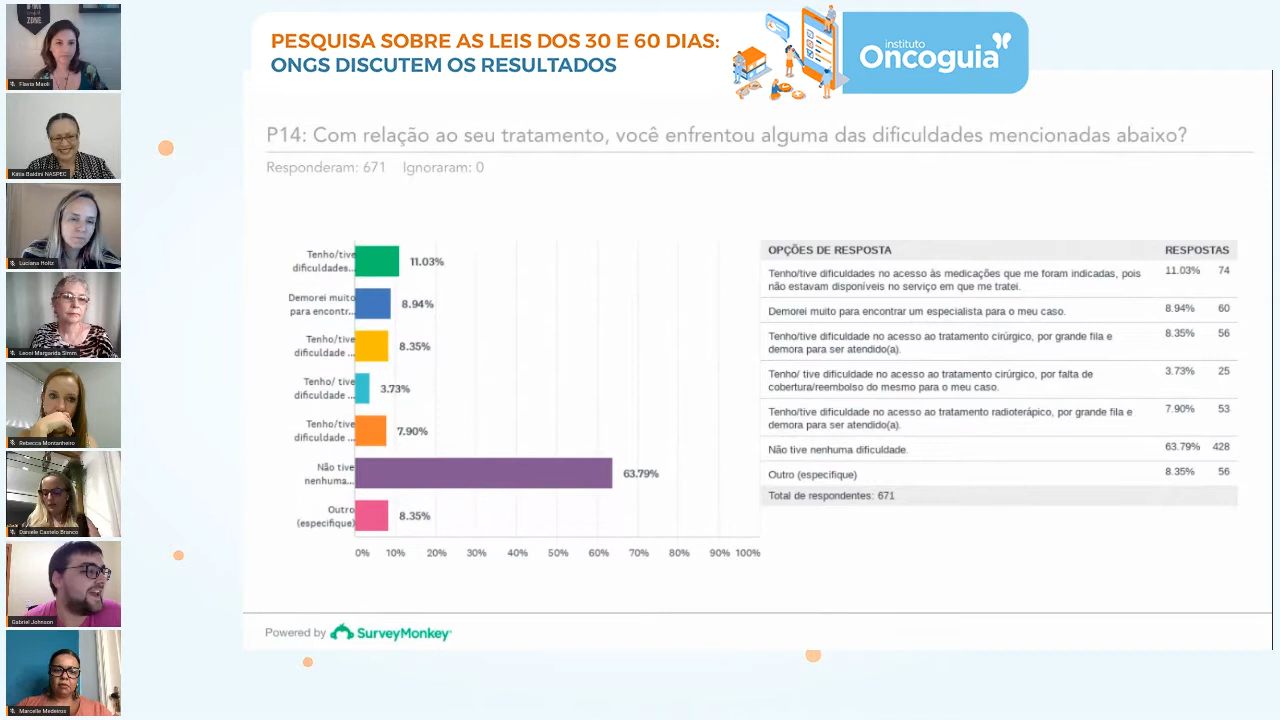 ZONE
Flavia Maoli
Kátia Baldini NASPEC
Luciana Holtz
Leoni Margarida Simm
Rebecca Montanheiro
Daniele Castelo Branco
Gabriel Johnson
Marcelle Medeiros
PESQUISA SOBRE AS LEIS DOS 30 E 60 DIAS:
ONGS DISCUTEM OS RESULTADOS
instituto
Oncoguia
P14: Com relação ao seu tratamento, você enfrentou alguma das dificuldades mencionadas abaixo?
Responderam: 671 Ignoraram: 0
Tenho/tive
dificuldades...
11.03%
Demorei muito
para encontr...
8.94%
Tenho/tive
dificuldade ...
8.35%
Tenho/ tive
dificuldade ...
3.73%
Tenho/tive
dificuldade ...
7.90%
Não tive
nenhuma...
63.79%
Outro
(especifique)
8.35%
0% 10% 20% 30% 40% 50% 60% 70% 80% 90% 100%
OPÇÕES DE RESPOSTA RESPOSTAS
Tenho/tive dificuldades no acesso às medicações que me foram indicadas, pois 11.03% 74
não estavam disponíveis no serviço em que me tratei.
Demorei muito para encontrar um especialista para o meu caso. 8.94% 60
Tenho/tive dificuldade no acesso ao tratamento cirúrgico, por grande fila e 8.35% 56
demora para ser atendido(a).
Tenho/ tive dificuldade no acesso ao tratamento cirúrgico, por falta de 3.73% 25
cobertura/reembolso do mesmo para o meu caso.
Tenho/tive dificuldade no acesso ao tratamento radioterápico, por grande fila e 7.90% 53
demora para ser atendido(a).
Não tive nenhuma dificuldade. 63.79% 428
Outro (especifique) 8.35% 56
Total de respondentes: 671
Powered by SurveyMonkey